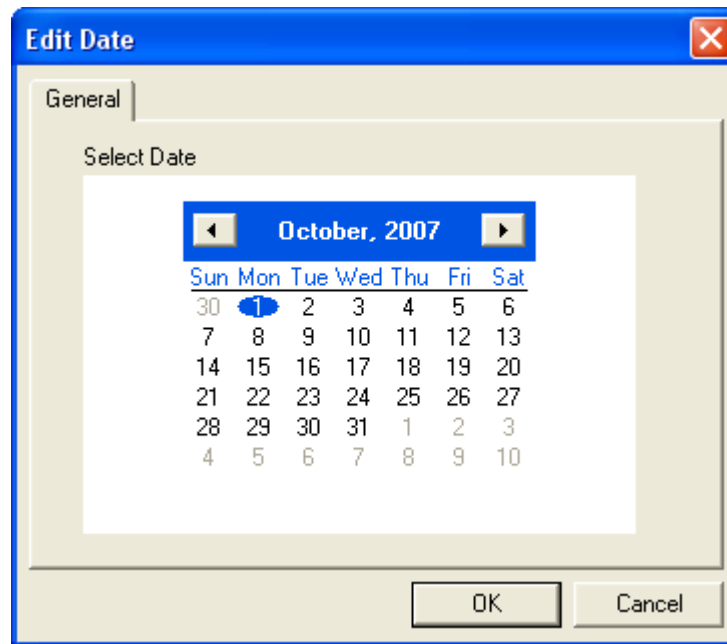 Edit Date
General
Select Date
October, 2007
Sun Mon Tue Wed Thu Fri Sat
30 1 2 3 4 5 6
7 8 9 10 11 12 13
14 15 16 17 18 19 20
21 22 23 24 25 26 27
28 29 30 31 1 2 3
4 5 6 7 8 9 10
OK Cancel